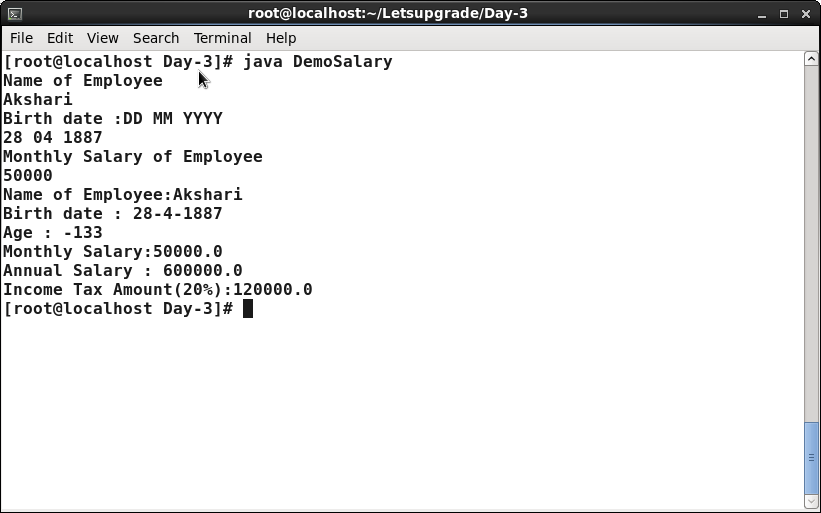 root@localhost:~/Letsupgrade/Day-3
File Edit View Search Terminal Help
[root@localhost Day-3]# java DemoSalary
Name of Employee
Akshari
Birth date :DD MM YYYY
28 04 1887
Monthly Salary of Employee
50000
Name of Employee:Akshari
Birth date : 28-4-1887
Age : -133
Monthly Salary:50000.0
Annual Salary : 600000.0
Income Tax Amount(20%):120000.0
[root@localhost Day-3]#